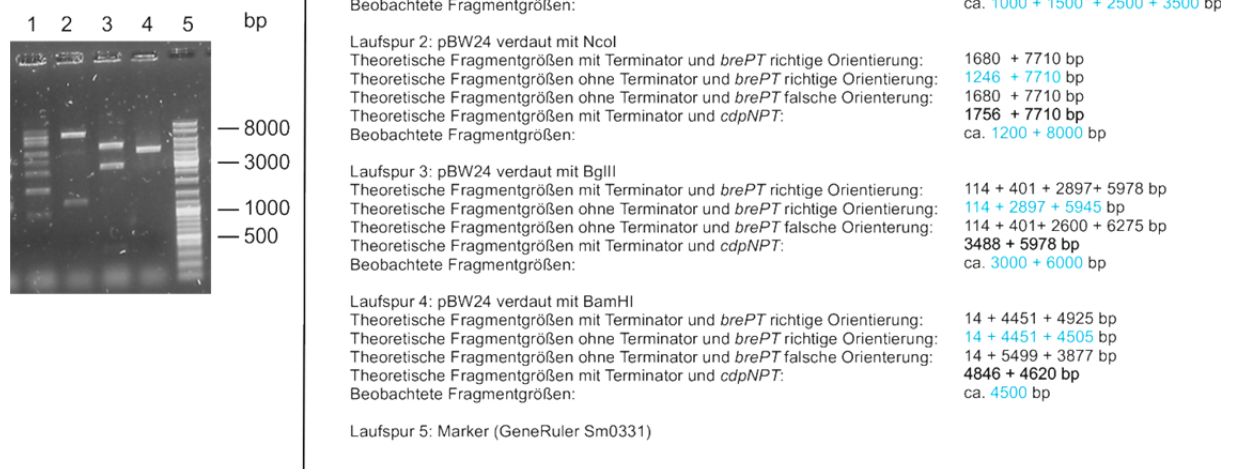 1 2 3 4 5 bp
8000
3000
1000
500
Beobachtete Fragmentgrößen: ca. 1000 + 1500 + 2500 + 3500 bp
Laufspur 2: pBW24 verdaut mit NcoI
Theoretische Fragmentgrößen mit Terminator und brePT richtige Orientierung: 1680 + 7710 bp
Theoretische Fragmentgrößen ohne Terminator und brePT richtige Orientierung: 1246 + 7710 bp
Theoretische Fragmentgrößen ohne Terminator und brePT falsche Orienterung: 1680 + 7710 bp
Theoretische Fragmentgrößen mit Terminator und cdpNPT: 1756 + 7710 bp
Beobachtete Fragmentgrößen: ca. 1200 + 8000 bp
Laufspur 3: pBW24 verdaut mit BglII
Theoretische Fragmentgrößen mit Terminator und brePT richtige Orientierung: 114 + 401 + 2897+ 5978 bp
Theoretische Fragmentgrößen ohne Terminator und brePT richtige Orientierung: 114 + 2897 + 5945 bp
Theoretische Fragmentgrößen ohne Terminator und brePT falsche Orientierung: 114 + 401+ 2600 + 6275 bp
Theoretische Fragmentgrößen mit Terminator und cdpNPT: 3488 + 5978 bp
Beobachtete Fragmentgrößen: ca. 3000 + 6000 bp
Laufspur 4: pBW24 verdaut mit BamHI
Theoretische Fragmentgrößen mit Terminator und brePT richtige Orientierung: 14 + 4451 + 4925 bp
Theoretische Fragmentgrößen ohne Terminator und brePT richtige Orientierung: 14 + 4451 + 4505 bp
Theoretische Fragmentgrößen ohne Terminator und brePT falsche Orientierung: 14 + 5499 + 3877 bp
Theoretische Fragmentgrößen mit Terminator und cdpNPT: 4846 + 4620 bp
Beobachtete Fragmentgrößen: ca. 4500 bp
Laufspur 5: Marker (GeneRuler Sm0331)